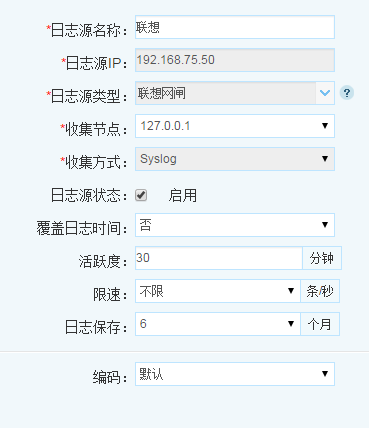 *日志源名称： 联想
*日志源IP： 192.168.75.50
*日志源类型： 联想网闸 ?
*收集节点： 127.0.0.1
*收集方式： Syslog
日志源状态： 启用
覆盖日志时间： 否
活跃度： 30 分钟
限速： 不限 条/秒
日志保存： 6 个月
编码： 默认